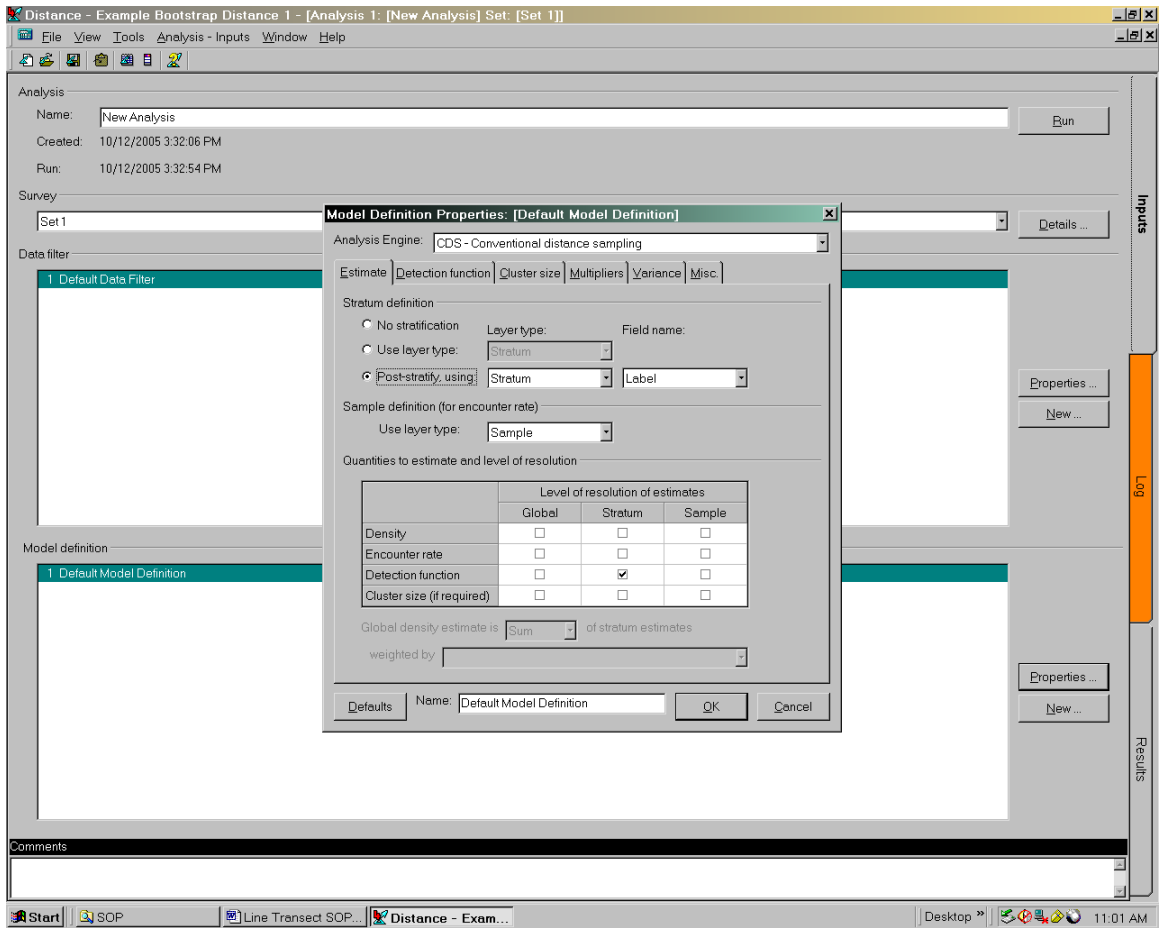 Distance - Example Bootstrap Distance 1 - [Analysis 1: [New Analysis] Set: [Set 1]]
File View Tools Analysis - Inputs Window Help
Analysis
Name: New Analysis
Run
Created: 10/12/2005 3:32:06 PM
Run: 10/12/2005 3:32:54 PM
Survey
Set 1
Details ...
Data filter
1 Default Data Filter
Properties ...
New ...
Model definition
1 Default Model Definition
Properties ...
New ...
Comments
Inputs
Log
Results
Model Definition Properties: [Default Model Definition]
Analysis Engine: CDS - Conventional distance sampling
Estimate Detection function Cluster size Multipliers Variance Misc.
Stratum definition
No stratification Layer type: Field name:
Use layer type: Stratum
Post-stratify, using: Stratum Label
Sample definition (for encounter rate)
Use layer type: Sample
Quantities to estimate and level of resolution
Level of resolution of estimates
Global Stratum Sample
Density
Encounter rate
Detection function
Cluster size (if required)
Global density estimate is Sum of stratum estimates
weighted by
Defaults Name: Default Model Definition OK Cancel
Start SOP Line Transect SOP... Distance - Exam... Desktop » 11:01 AM